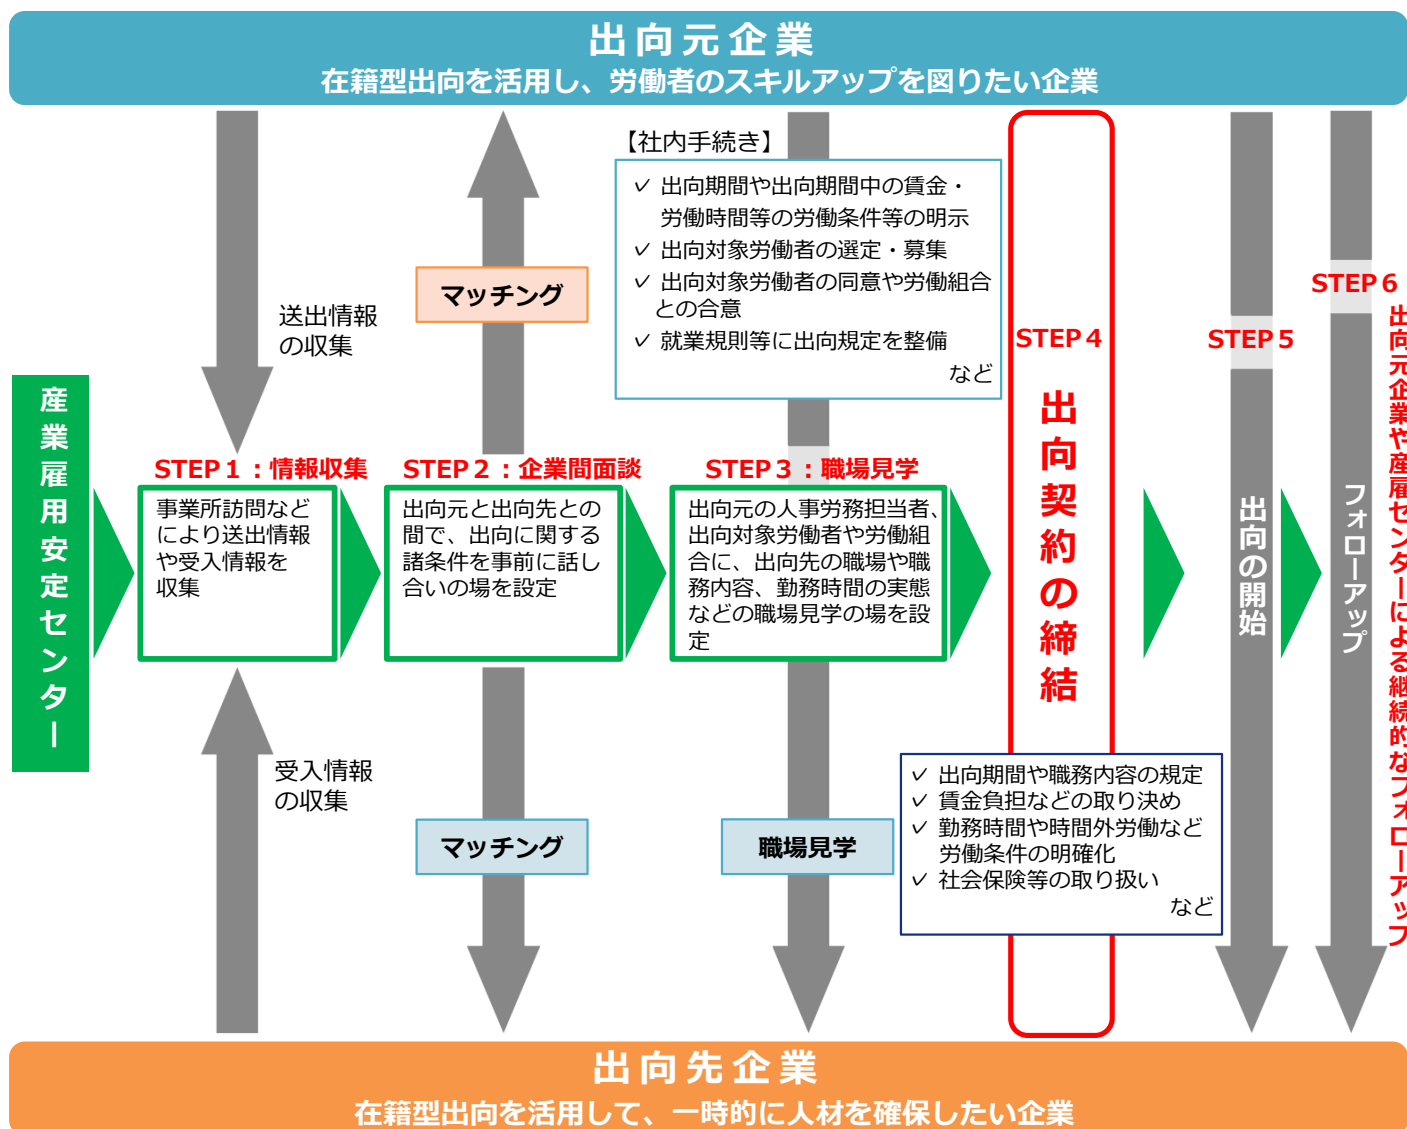 出向元企業
在籍型出向を活用し、労働者のスキルアップを図りたい企業
【社内手続き】
✓ 出向期間や出向期間中の賃金・
労働時間等の労働条件等の明示
✓ 出向対象労働者の選定・募集
✓ 出向対象労働者の同意や労働組合
との合意
✓ 就業規則等に出向規定を整備
など
マッチング
送出情報
の収集
産業雇用安定センター
STEP１：情報収集
事業所訪問など
により送出情報
や受入情報を
収集
STEP２：企業間面談
出向元と出向先との
間で、出向に関する
諸条件を事前に話し
合いの場を設定
STEP３：職場見学
出向元の人事労務担当者、
出向対象労働者や労働組
合に、出向先の職場や職
務内容、勤務時間の実態
などの職場見学の場を設
定
STEP４
出向契約の締結
STEP５
出向の開始
STEP６
フォローアップ
出向元企業や産雇センターによる継続的なフォローアップ
受入情報
の収集
マッチング
職場見学
✓ 出向期間や職務内容の規定
✓ 賃金負担などの取り決め
✓ 勤務時間や時間外労働など
労働条件の明確化
✓ 社会保険等の取り扱い
など
出向先企業
在籍型出向を活用して、一時的に人材を確保したい企業